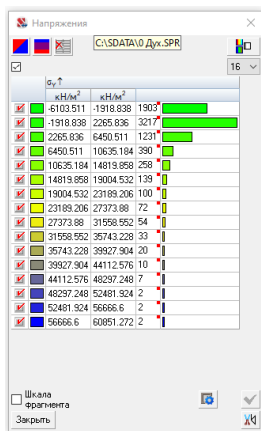 Напряжения
C:\SDATA\0 Дух.SPR
16
σy↑
кН/м² кН/м²
-6103.511 -1918.838 1903
-1918.838 2265.836 3217
2265.836 6450.511 1231
6450.511 10635.184 390
10635.184 14819.858 258
14819.858 19004.532 139
19004.532 23189.206 100
23189.206 27373.88 72
27373.88 31558.552 54
31558.552 35743.228 33
35743.228 39927.904 20
39927.904 44112.576 10
44112.576 48297.248 7
48297.248 52481.924 2
52481.924 56666.6 2
56666.6 60851.272 2
Шкала
фрагмента
Закрыть